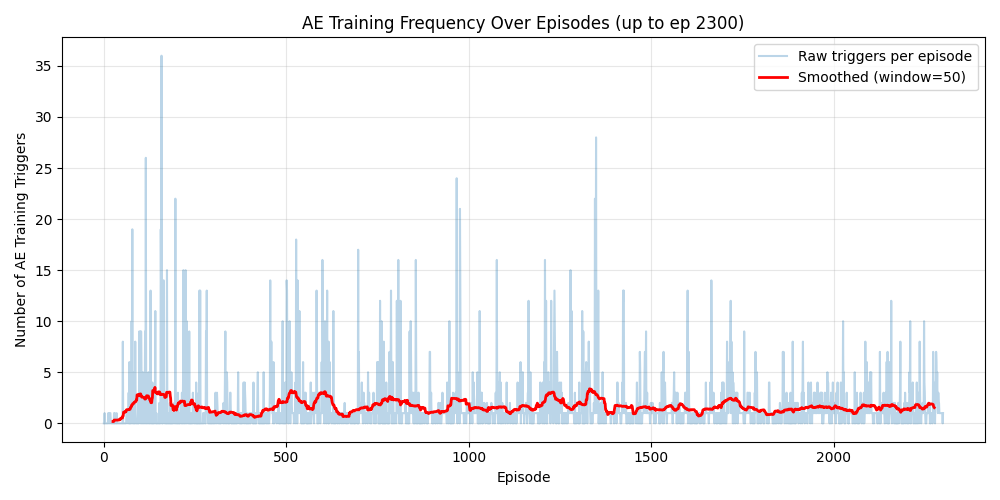 AE Training Frequency Over Episodes (up to ep 2300)
Raw triggers per episode
Smoothed (window=50)
Number of AE Training Triggers
35
30
25
20
15
10
5
0
0 500 1000 1500 2000
Episode